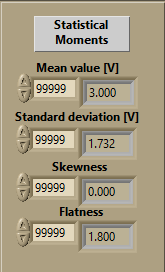 Statistical
Moments
Mean value [V]
99999 3.000
Standard deviation [V]
99999 1.732
Skewness
99999 0.000
Flatness
99999 1.800